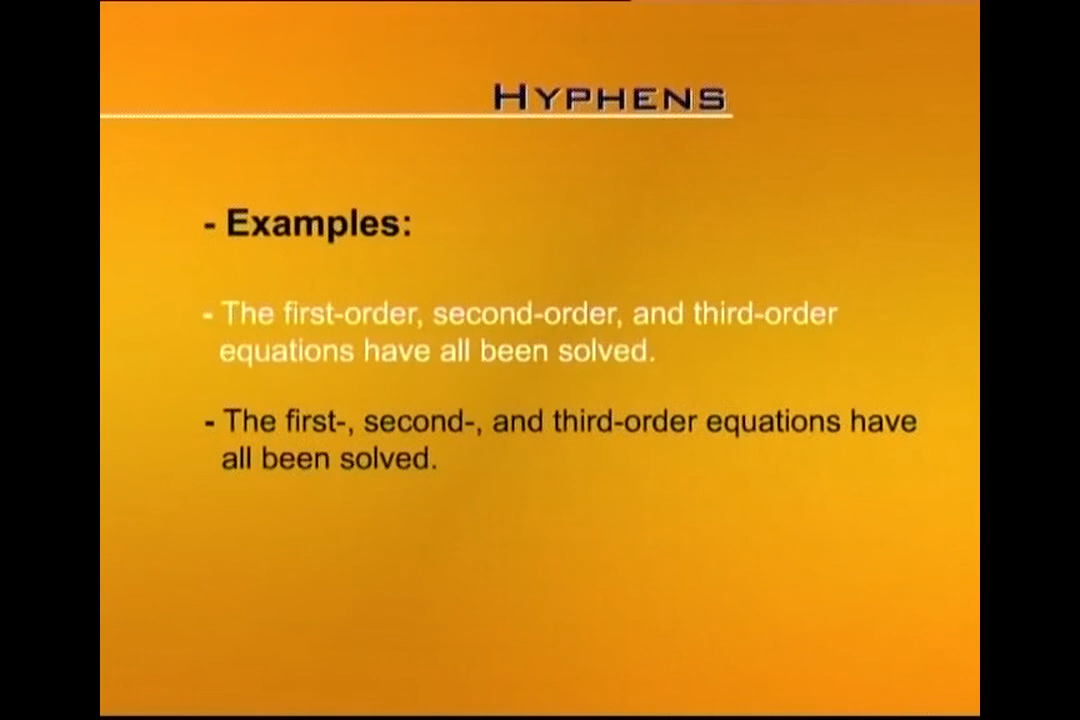 HYPHENS
- Examples:
- The first-order, second-order, and third-order
equations have all been solved.
- The first-, second-, and third-order equations have
all been solved.